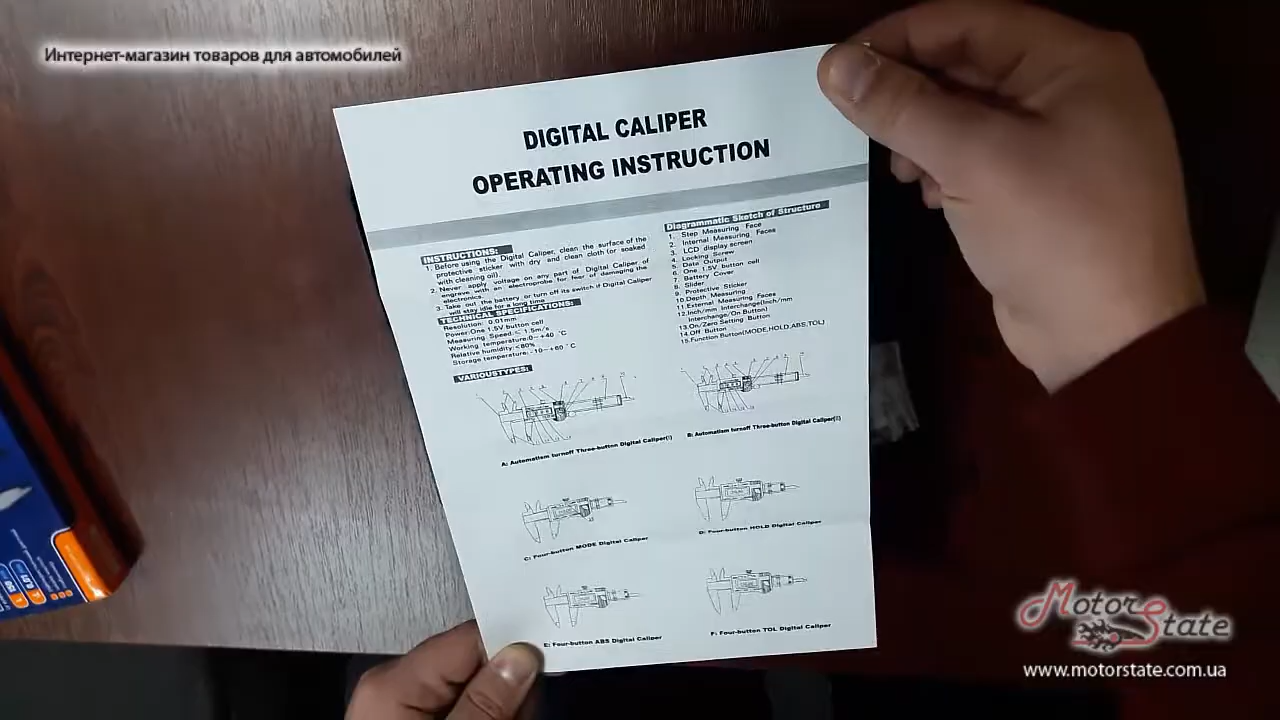 Интернет-магазин товаров для автомобилей
DIGITAL CALIPER
OPERATING INSTRUCTION
INSTRUCTIONS:
1. Before using the Digital Caliper, clean the surface of the
protective sticker with dry and clean cloth (or soaked
with cleaning oil).
2. Never apply voltage on any part of Digital Caliper of
engrave with an electroprobe for fear of damaging the
electronics.
3. Take out the battery or turn off its switch if Digital Caliper
will stay idle for a long time
TECHNICAL SPECIFICATIONS:
Resolution: 0.01mm
Power:One 1.5V button cell
Measuring Speed:< 1.5m/s
Working temperature:0~+40 °C
Relative humidity:<80%
Storage temperature:-10~+60 °C
VARIOUSTYPES:
Diagrammatic Sketch of Structure
1. Step Measuring Face
2. Internal Measuring Faces
3. LCD display screen
4. Locking Screw
5. Data Output
6. One 1.5V button cell
7. Battery Cover
8. Slider
9. Protective Sticker
10.Depth Measuring
11.External Measuring Faces
12.Inch/mm Interchange(Inch/mm
Interchange/On Button)
13.On/Zero Setting Button
14.Off Button
15.Function Button(MODE,HOLD,ABS,TOL)
A: Automatism turnoff Three-button Digital Caliper(I)
B: Automatism turnoff Three-button Digital Caliper(II)
C: Four-button MODE Digital Caliper
D: Four-button HOLD Digital Caliper
E: Four-button ABS Digital Caliper
F: Four-button TOL Digital Caliper
Motor State
www.motorstate.com.ua